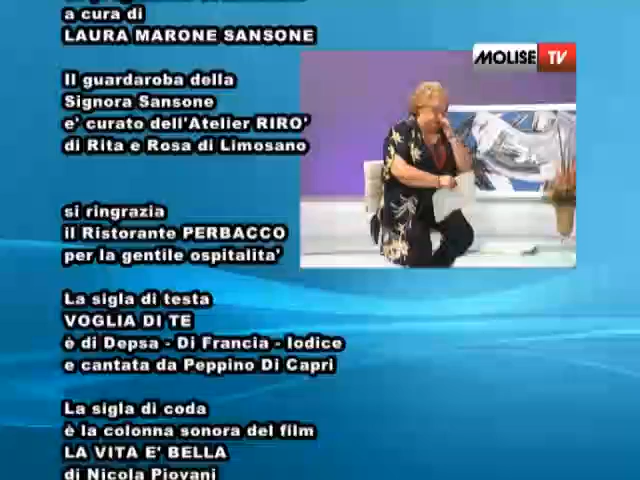 a cura di
LAURA MARONE SANSONE
Il guardaroba della
Signora Sansone
e' curato dell'Atelier RIRO'
di Rita e Rosa di Limosano
si ringrazia
il Ristorante PERBACCO
per la gentile ospitalita'
La sigla di testa
VOGLIA DI TE
è di Depsa - Di Francia - Iodice
e cantata da Peppino Di Capri
La sigla di coda
è la colonna sonora del film
LA VITA E' BELLA
di Nicola Piovani
MOLISE TV